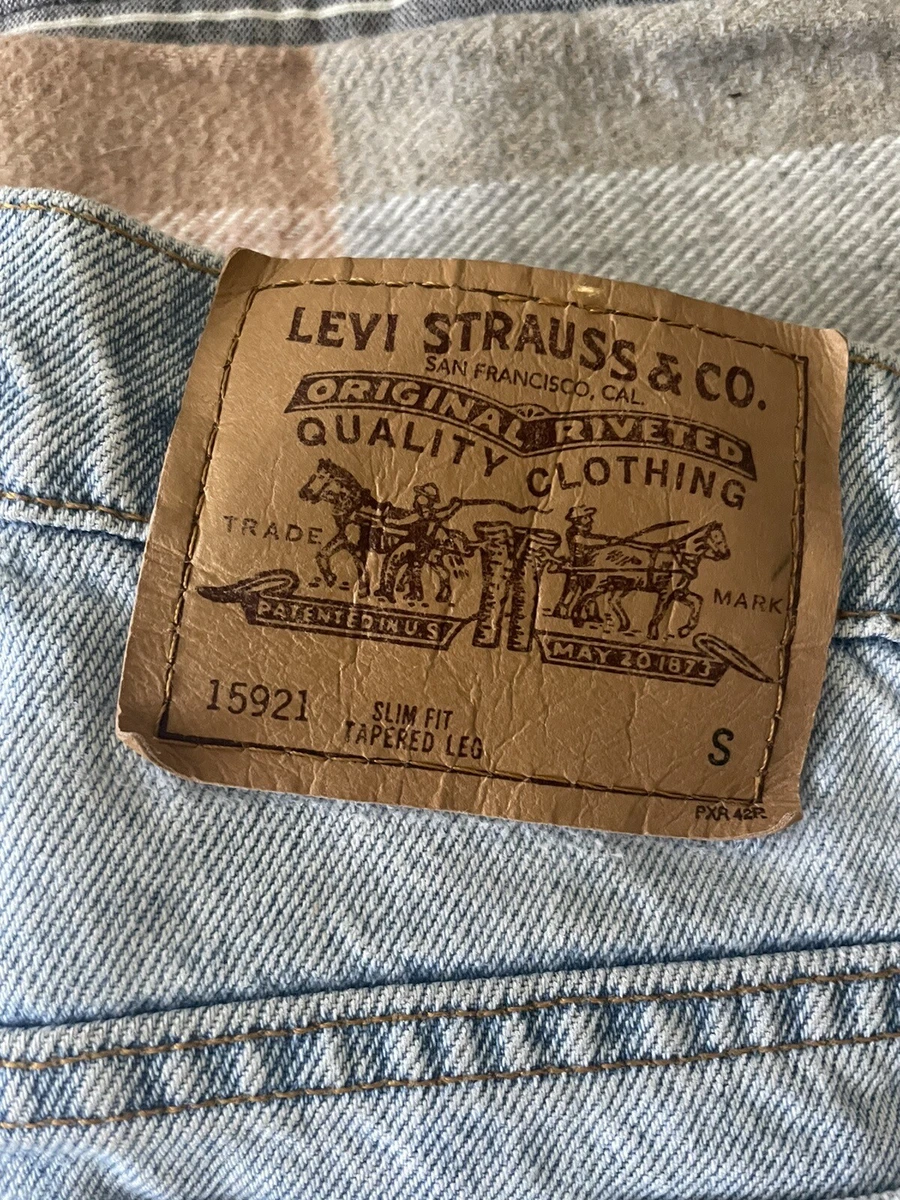 LEVI STRAUSS & CO.
SAN FRANCISCO, CAL.
ORIGINAL RIVETED
QUALITY CLOTHING
TRADE MARK
PATENTED IN U.S
MAY 20 1873
15921 SLIM FIT S
TAPERED LEG
PXR 42P